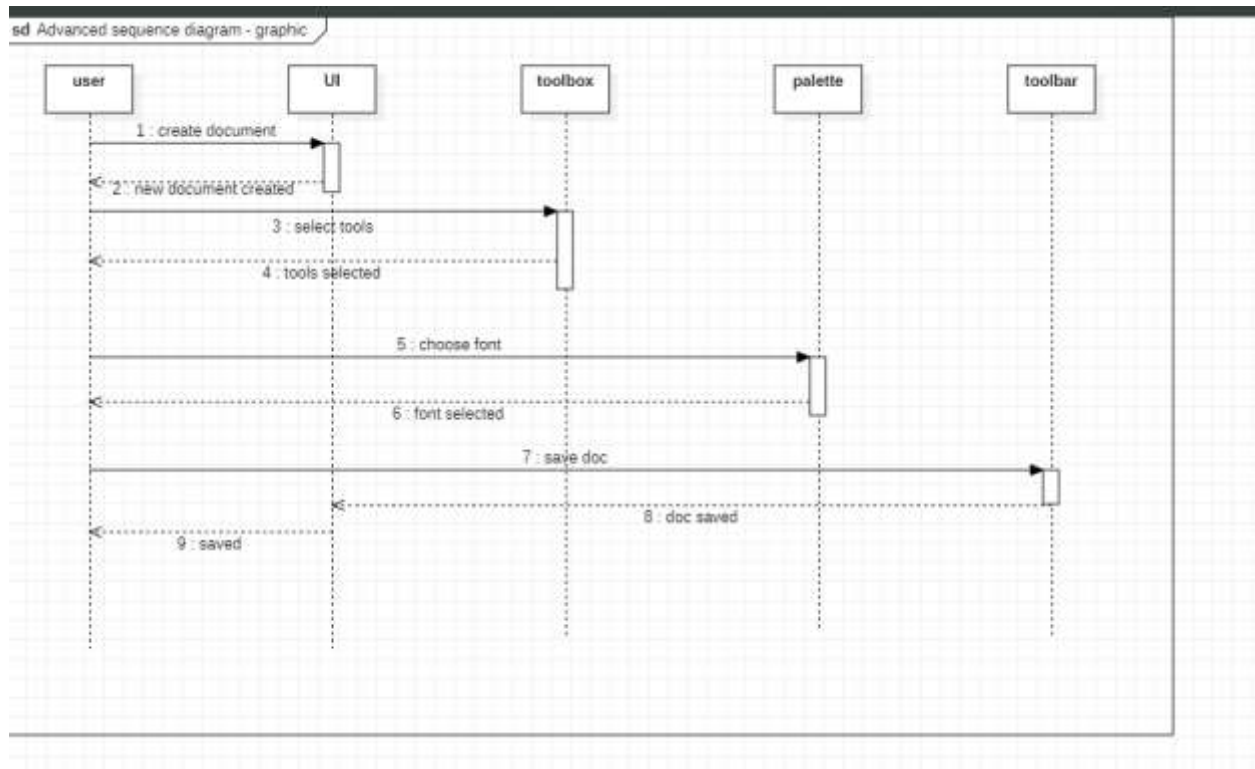 sd Advanced sequence diagram - graphic
user
UI
toolbox
palette
toolbar
1 : create document
2 : new document created
3 : select tools
4 : tools selected
5 : choose font
6 : font selected
7 : save doc
8 : doc saved
9 : saved